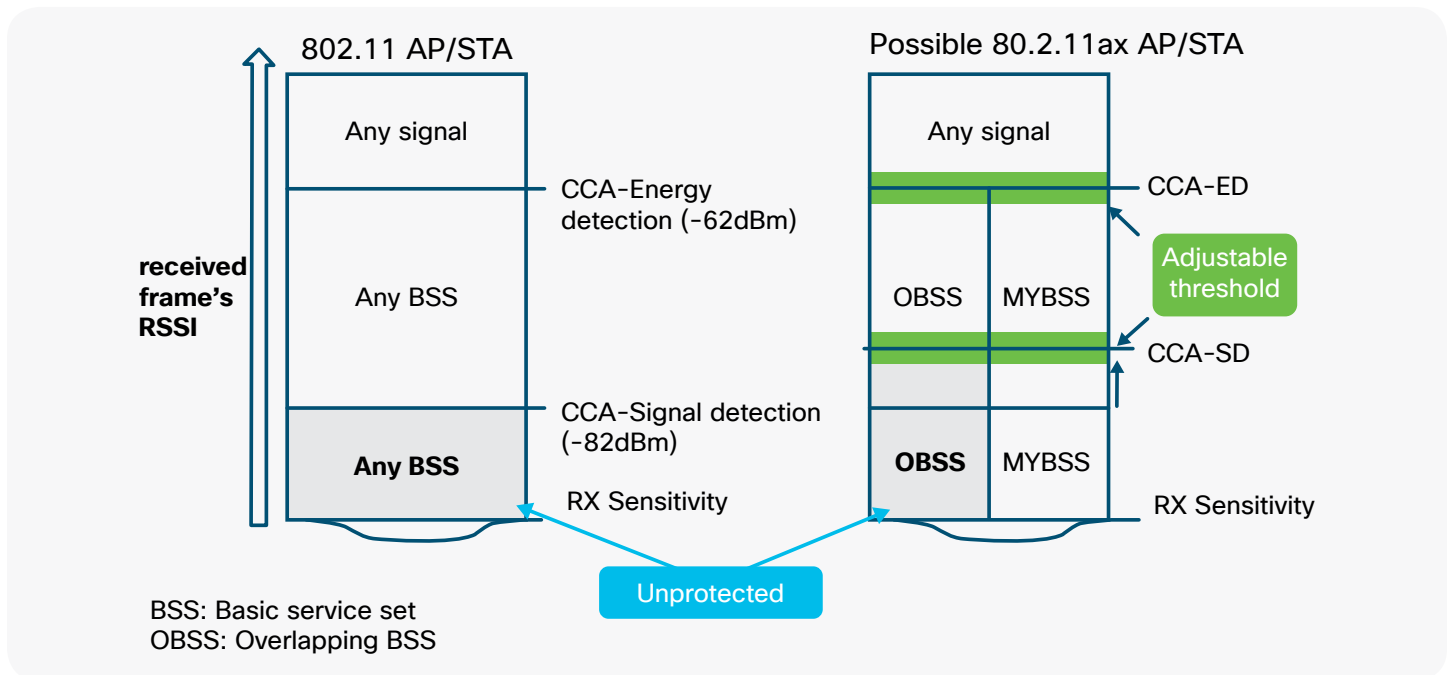 802.11 AP/STA
Any signal
CCA-Energy
detection (-62dBm)
received
frame's
RSSI
Any BSS
CCA-Signal detection
(-82dBm)
Any BSS
RX Sensitivity
Possible 80.2.11ax AP/STA
Any signal
CCA-ED
Adjustable
threshold
OBSS
MYBSS
CCA-SD
OBSS
MYBSS
RX Sensitivity
Unprotected
BSS: Basic service set
OBSS: Overlapping BSS